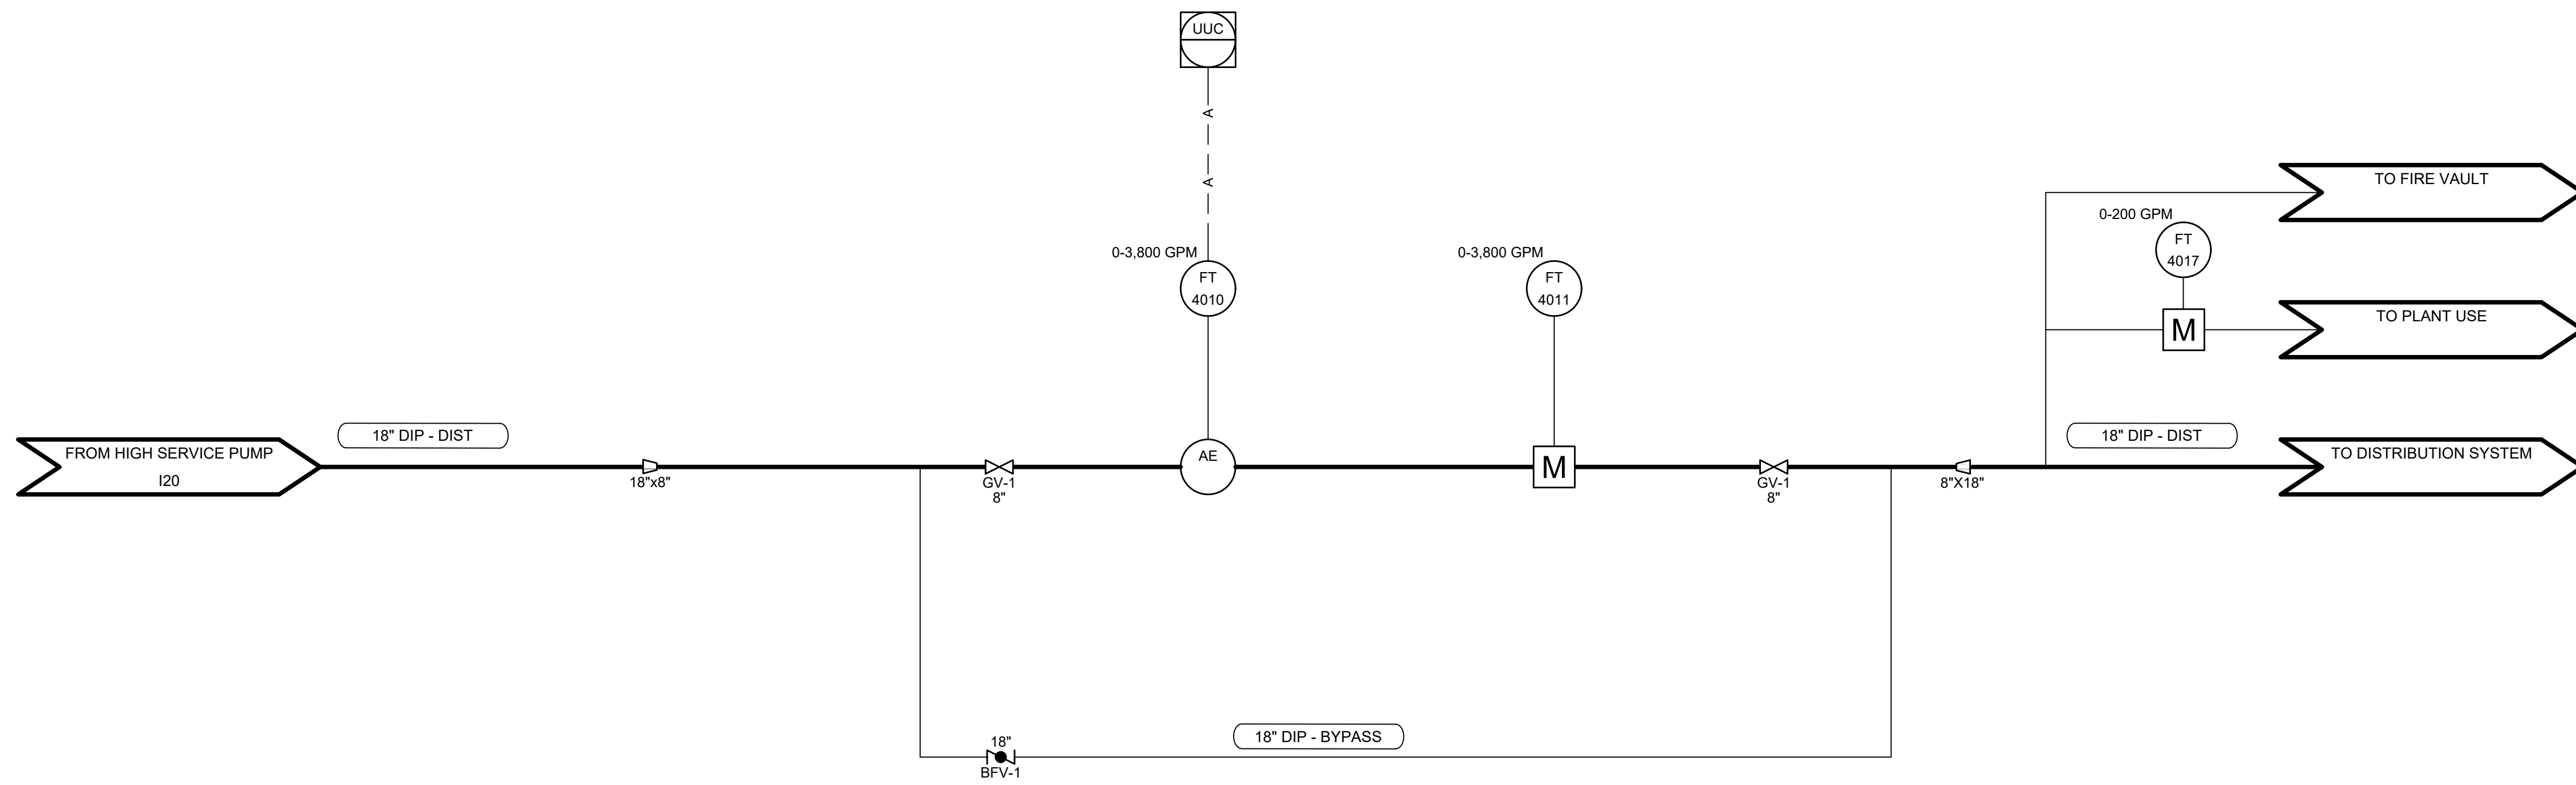 UUC
A
A
TO FIRE VAULT
0-200 GPM
FT
4017
0-3,800 GPM
FT
4010
0-3,800 GPM
FT
4011
TO PLANT USE
M
18" DIP - DIST
18" DIP - DIST
FROM HIGH SERVICE PUMP
I20
AE
M
TO DISTRIBUTION SYSTEM
18"x8"
GV-1
8"
GV-1
8"
8"X18"
18" DIP - BYPASS
18"
BFV-1